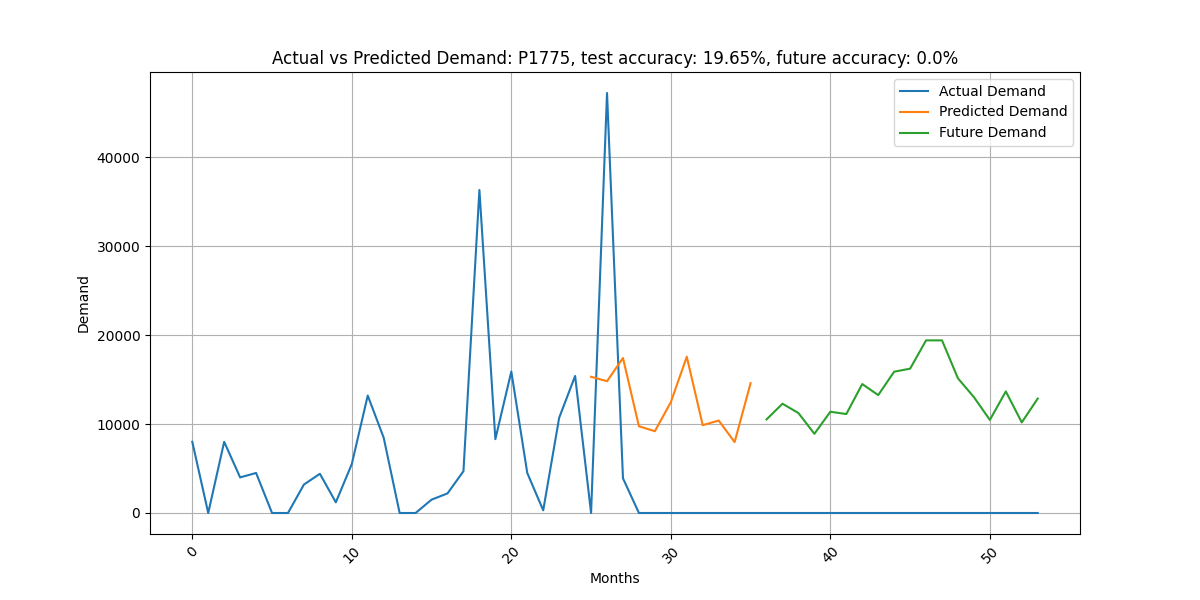 Actual vs Predicted Demand: P1775, test accuracy: 19.65%, future accuracy: 0.0%
Actual Demand
Predicted Demand
Future Demand
40000
30000
20000
10000
0
Demand
0
10
20
30
40
50
Months